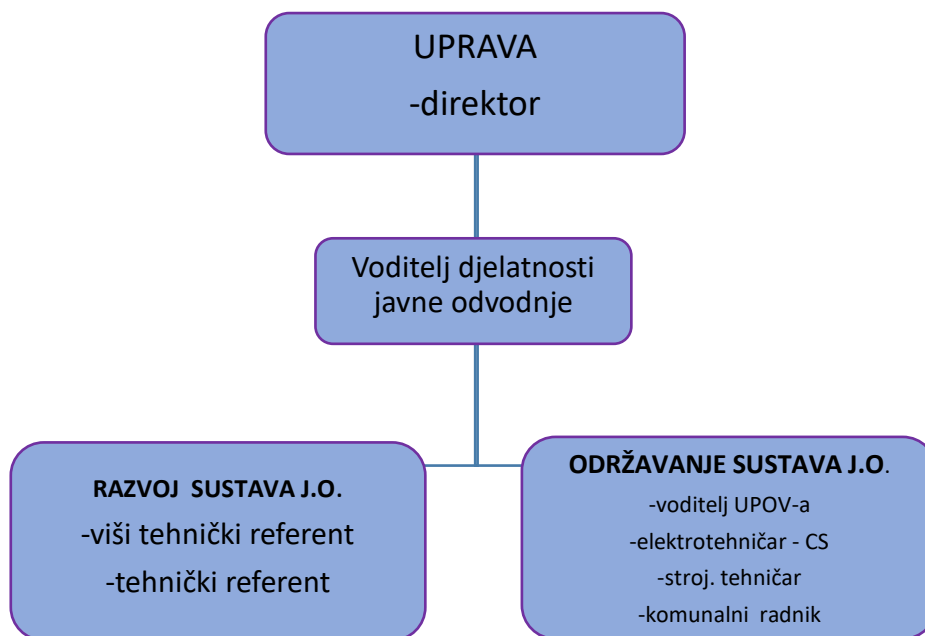 UPRAVA
-direktor
Voditelj djelatnosti
javne odvodnje
RAZVOJ SUSTAVA J.O.
-viši tehnički referent
-tehnički referent
ODRŽAVANJE SUSTAVA J.O.
-voditelj UPOV-a
-elektrotehničar - CS
-stroj. tehničar
-komunalni radnik